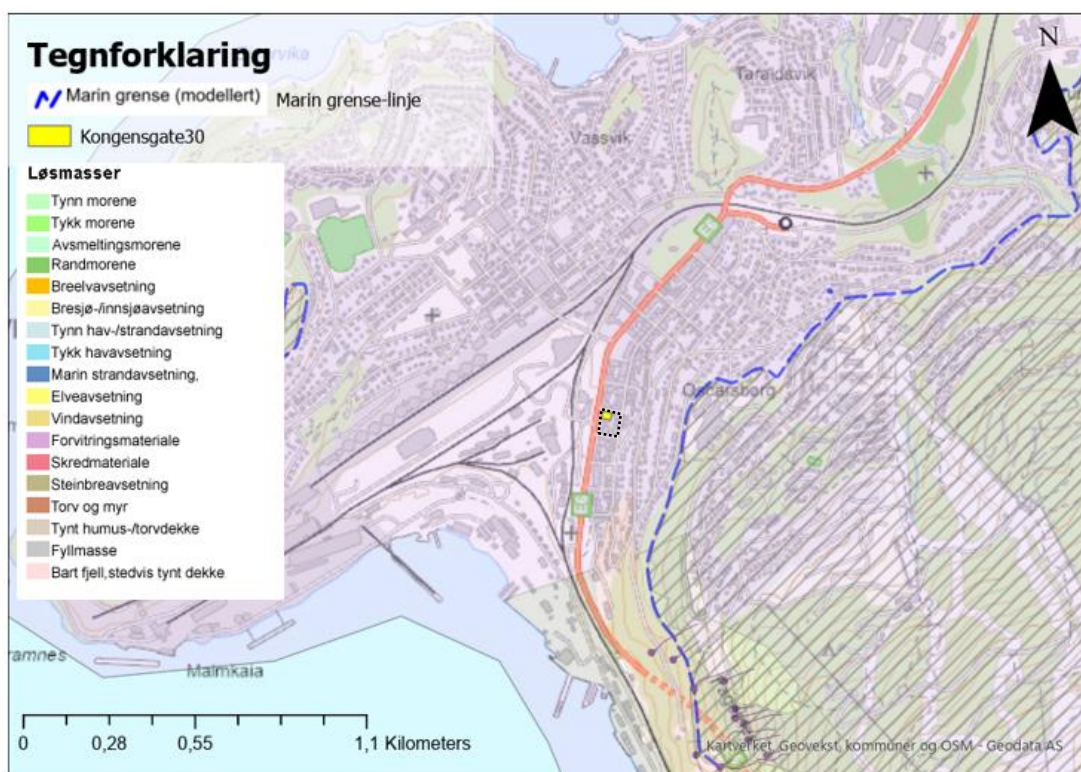 Tegnforklaring
Marin grense (modellert) Marin grense-linje
Kongensgate30
Løsmasser
Tynn morene
Tykk morene
Avsmeltingsmorene
Randmorene
Breelvavsetning
Bresjø-/innsjøavsetning
Tynn hav-/strandavsetning
Tykk havavsetning
Marin strandavsetning,
Elveavsetning
Vindavsetning
Forvitringsmateriale
Skredmateriale
Steinbreavsetning
Torv og myr
Tynt humus-/torvdekke
Fyllmasse
Bart fjell,stedvis tynt dekke
N
Taraldsvik
Vassvik
E6
Oscarsborg
E6
Malmkaia
0 0,28 0,55 1,1 Kilometers
Kartverket, Geovekst, kommuner og OSM - Geodata AS